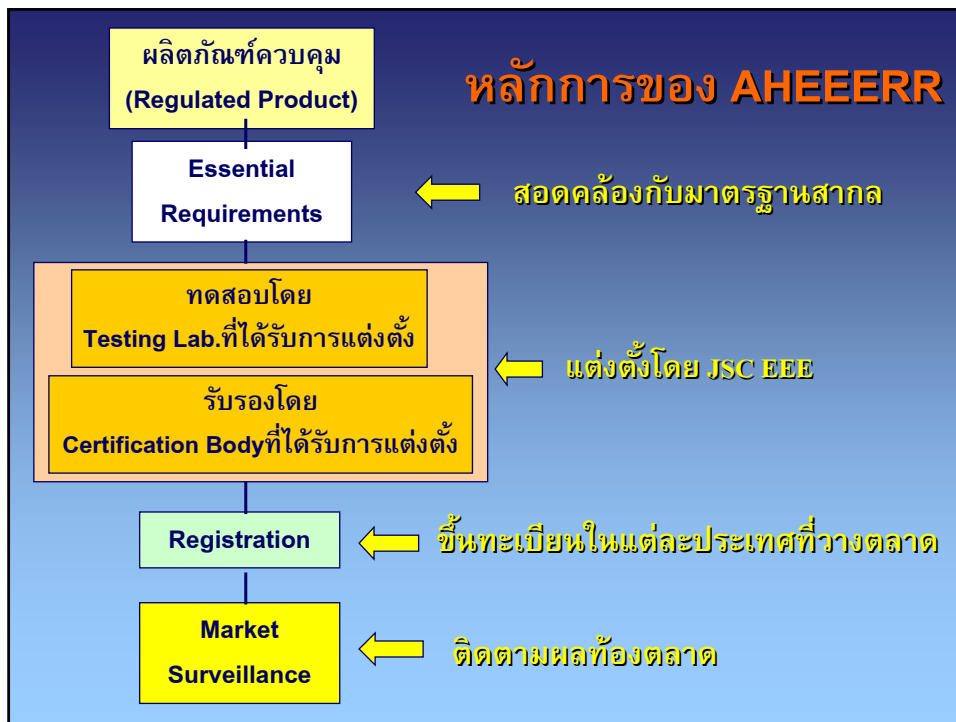 หลักการของ AHEEERR
ผลิตภัณฑ์ควบคุม
(Regulated Product)
Essential
Requirements
สอดคล้องกับมาตรฐานสากล
ทดสอบโดย
Testing Lab.ที่ได้รับการแต่งตั้ง
รับรองโดย
Certification Bodyที่ได้รับการแต่งตั้ง
แต่งตั้งโดย JSC EEE
Registration
ขึ้นทะเบียนในแต่ละประเทศที่วางตลาด
Market
Surveillance
ติดตามผลท้องตลาด